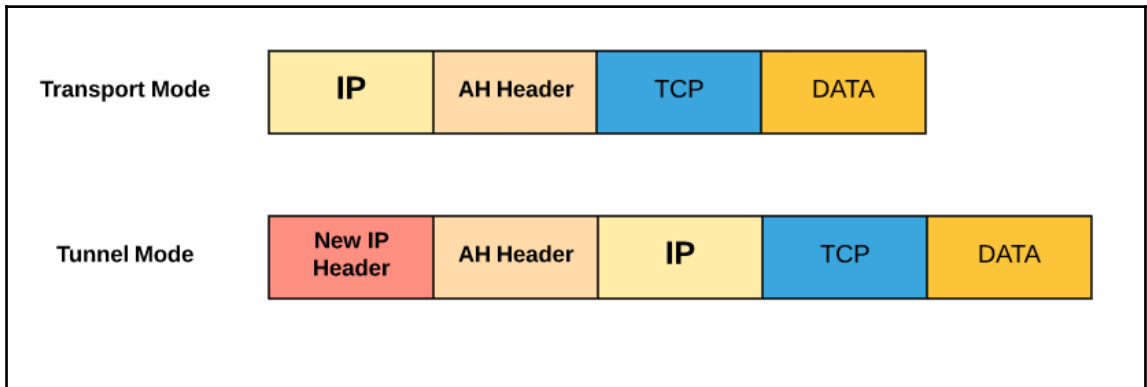 Transport Mode
IP
AH Header
TCP
DATA
Tunnel Mode
New IP
Header
AH Header
IP
TCP
DATA